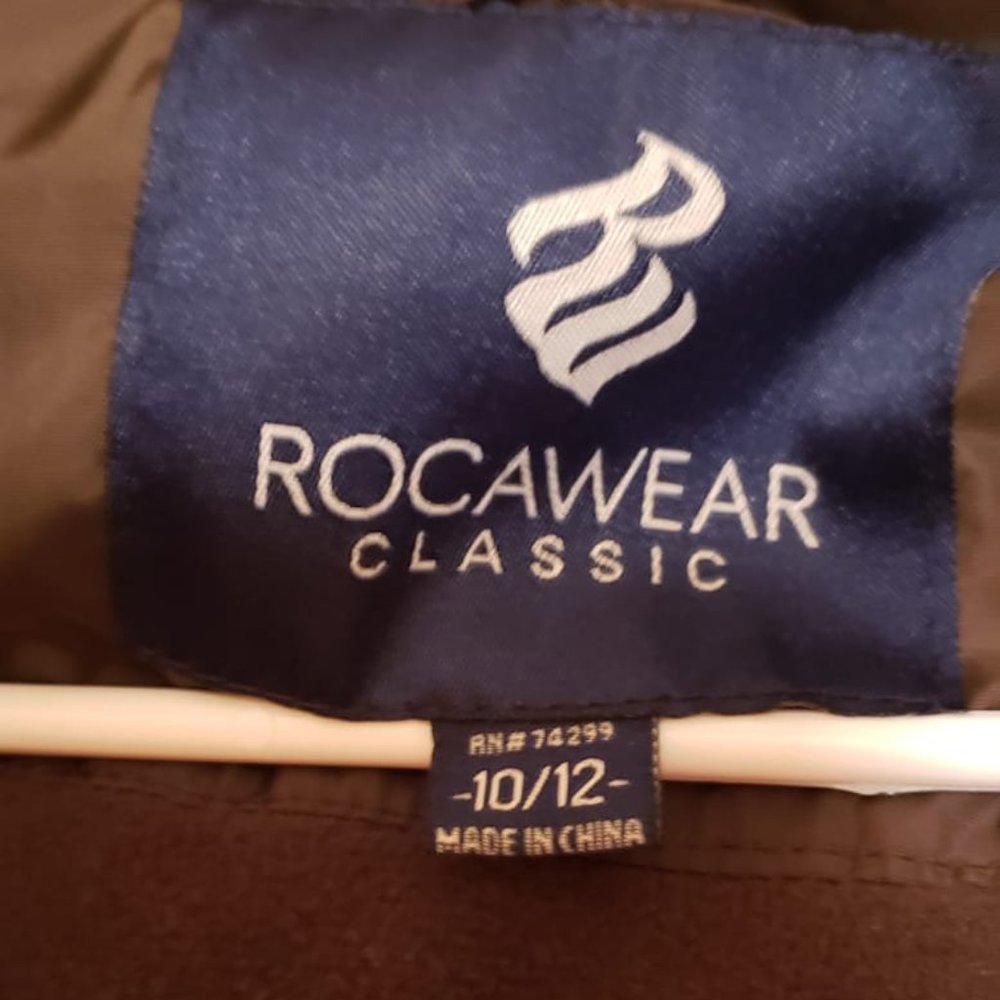 ROCAWEAR
CLASSIC
RN# 74299
-10/12-
MADE IN CHINA